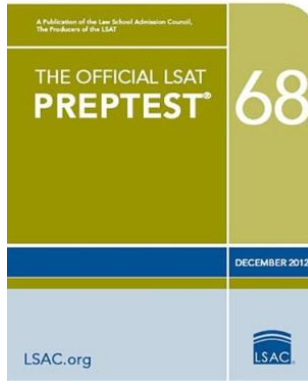 A Publication of the Law School Admission Council,
The Producers of the LSAT
THE OFFICIAL LSAT
PREPTEST®
68
DECEMBER 2012
LSAC.org
LSAC